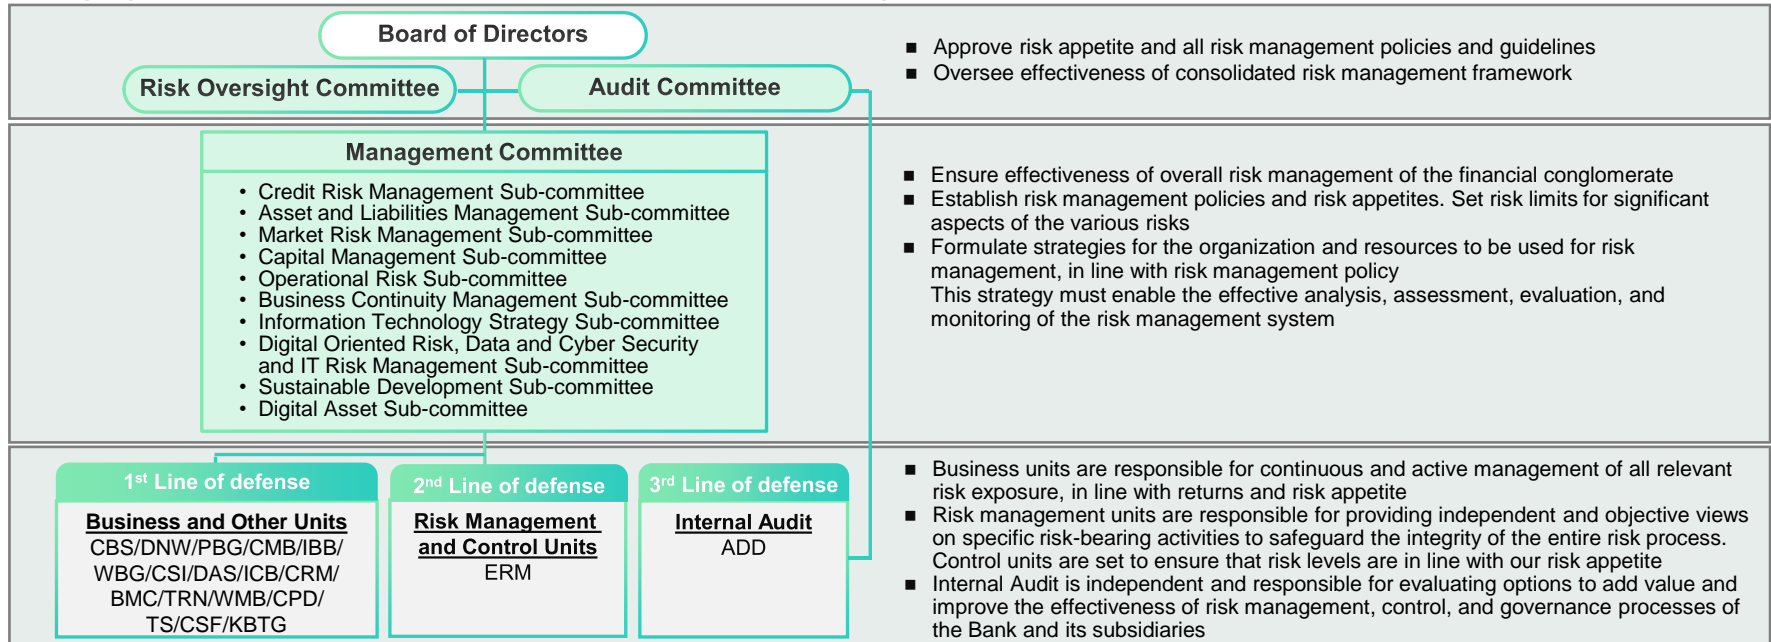 Board of Directors
Risk Oversight Committee
Audit Committee
■ Approve risk appetite and all risk management policies and guidelines
■ Oversee effectiveness of consolidated risk management framework
Management Committee
• Credit Risk Management Sub-committee
• Asset and Liabilities Management Sub-committee
• Market Risk Management Sub-committee
• Capital Management Sub-committee
• Operational Risk Sub-committee
• Business Continuity Management Sub-committee
• Information Technology Strategy Sub-committee
• Digital Oriented Risk, Data and Cyber Security
and IT Risk Management Sub-committee
• Sustainable Development Sub-committee
• Digital Asset Sub-committee
■ Ensure effectiveness of overall risk management of the financial conglomerate
■ Establish risk management policies and risk appetites. Set risk limits for significant
aspects of the various risks
■ Formulate strategies for the organization and resources to be used for risk
management, in line with risk management policy
This strategy must enable the effective analysis, assessment, evaluation, and
monitoring of the risk management system
1st Line of defense
Business and Other Units
CBS/DNW/PBG/CMB/IBB/
WBG/CSI/DAS/ICB/CRM/
BMC/TRN/WMB/CPD/
TS/CSF/KBTG
2nd Line of defense
Risk Management
and Control Units
ERM
3rd Line of defense
Internal Audit
ADD
■ Business units are responsible for continuous and active management of all relevant
risk exposure, in line with returns and risk appetite
■ Risk management units are responsible for providing independent and objective views
on specific risk-bearing activities to safeguard the integrity of the entire risk process.
Control units are set to ensure that risk levels are in line with our risk appetite
■ Internal Audit is independent and responsible for evaluating options to add value and
improve the effectiveness of risk management, control, and governance processes of
the Bank and its subsidiaries